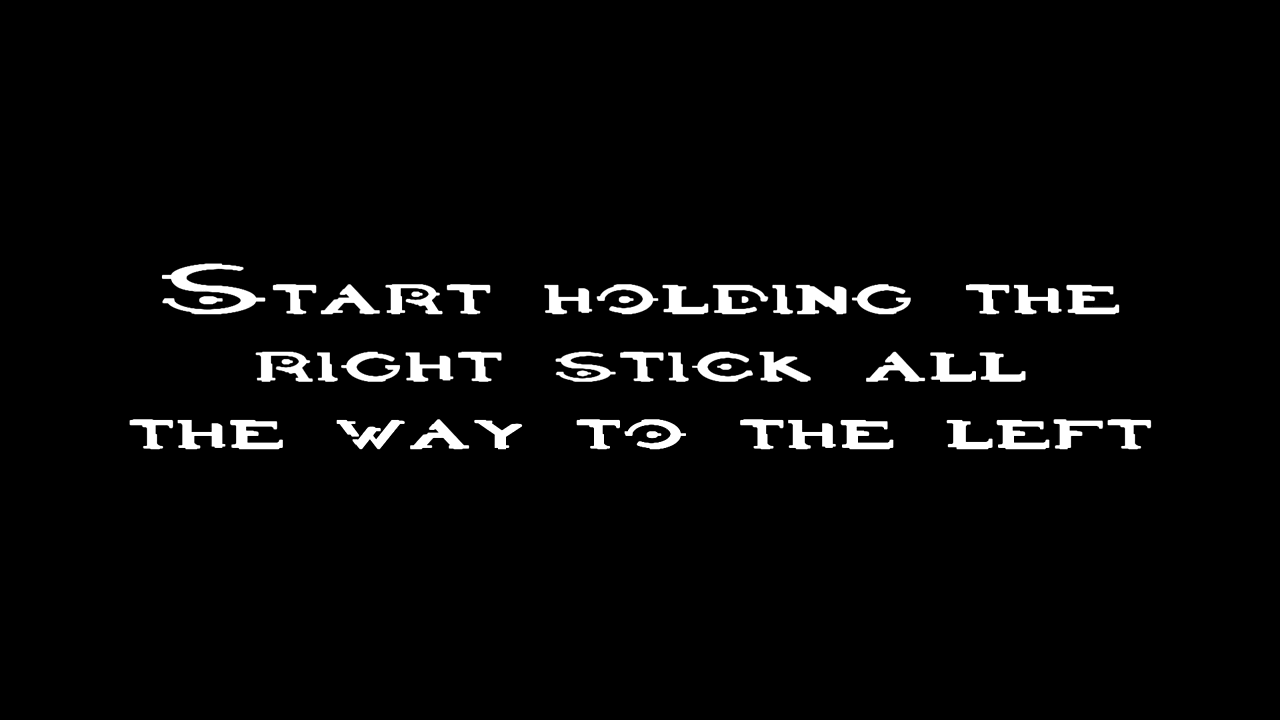 Start holding the
right stick all
the way to the left